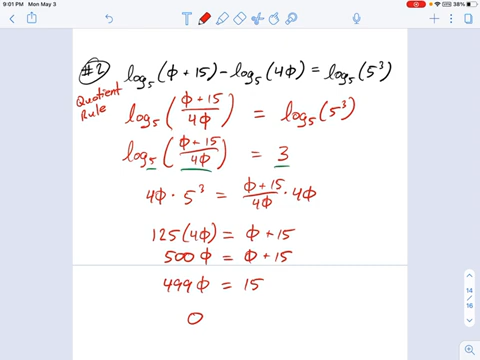 9:01 PM Mon May 3
38%
#2 log₅(ϕ + 15) - log₅(4ϕ) = log₅(5³)
Quotient Rule
log₅((ϕ + 15)/4ϕ) = log₅(5³)
log₅((ϕ + 15)/4ϕ) = 3
4ϕ · 5³ = (ϕ + 15)/4ϕ · 4ϕ
125(4ϕ) = ϕ + 15
500ϕ = ϕ + 15
499ϕ = 15
0
14
/
16